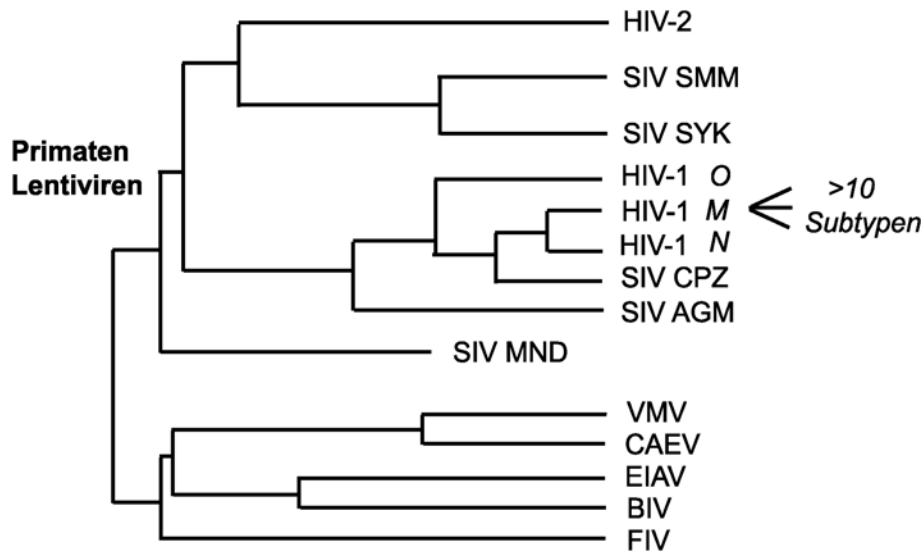 HIV-2
SIV SMM
SIV SYK
Primaten
Lentiviren
HIV-1 O
HIV-1 M
HIV-1 N
>10
Subtypen
SIV CPZ
SIV AGM
SIV MND
VMV
CAEV
EIAV
BIV
FIV